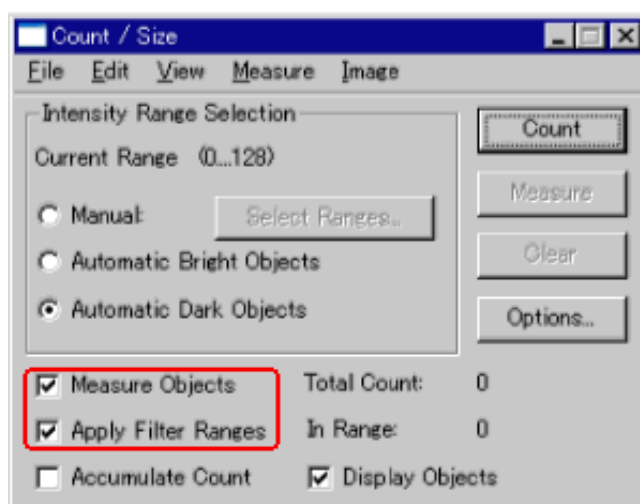 Count / Size
File Edit View Measure Image
Intensity Range Selection
Current Range (0...128)
Manual:
Select Ranges...
Automatic Bright Objects
Automatic Dark Objects
Count
Measure
Clear
Options...
Measure Objects
Total Count: 0
Apply Filter Ranges
In Range: 0
Accumulate Count
Display Objects